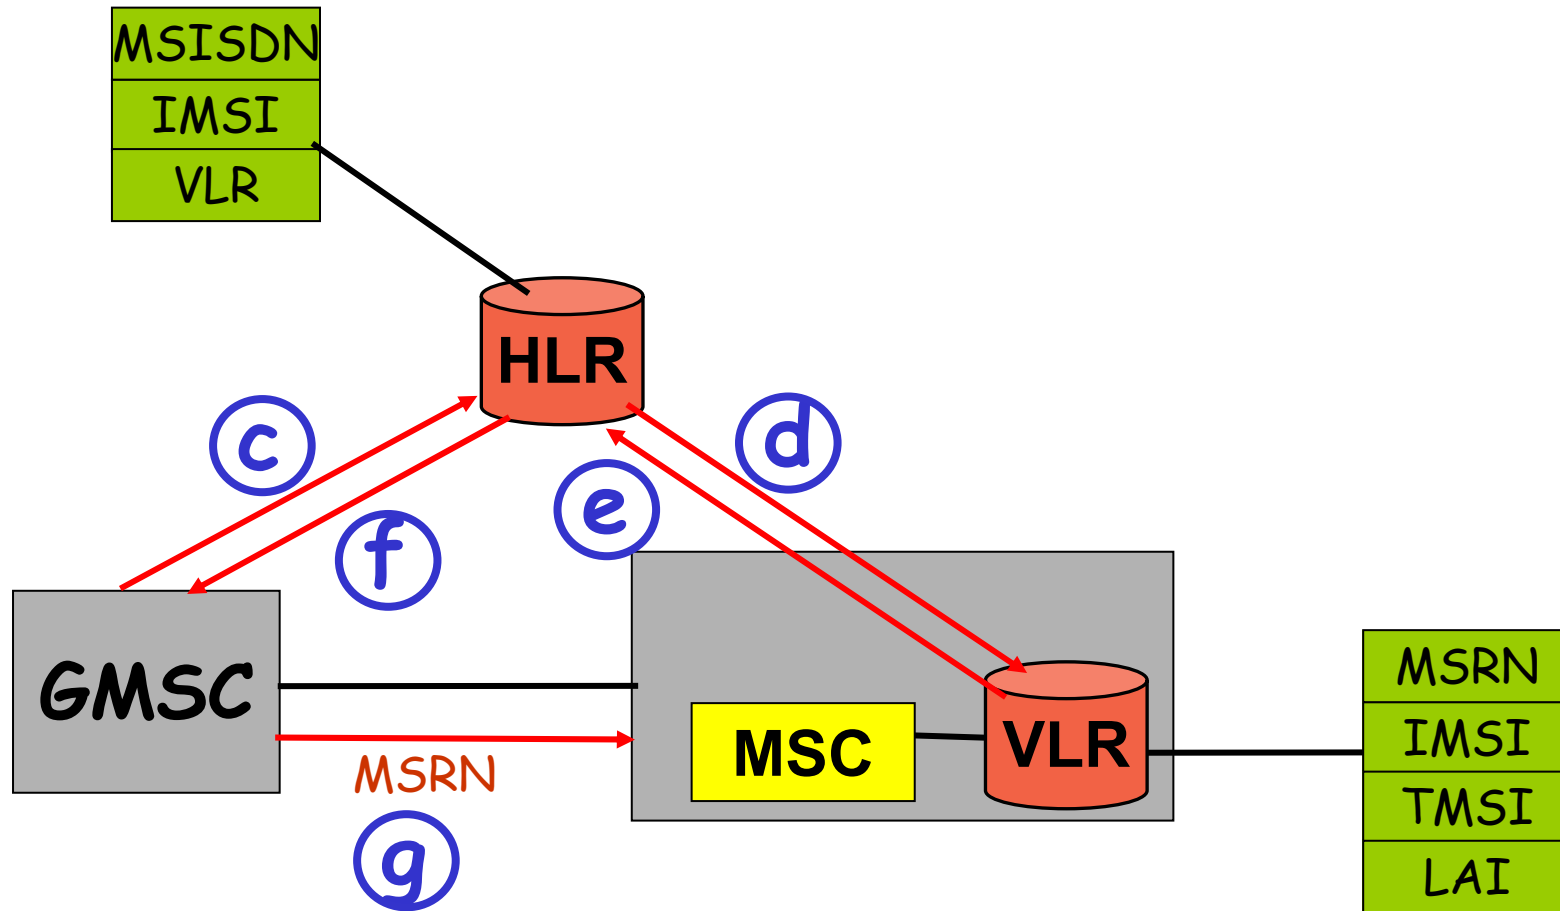 MSISDN
IMSI
VLR
HLR
c
d
e
f
GMSC
MSC
VLR
MSRN
g
MSRN
IMSI
TMSI
LAI